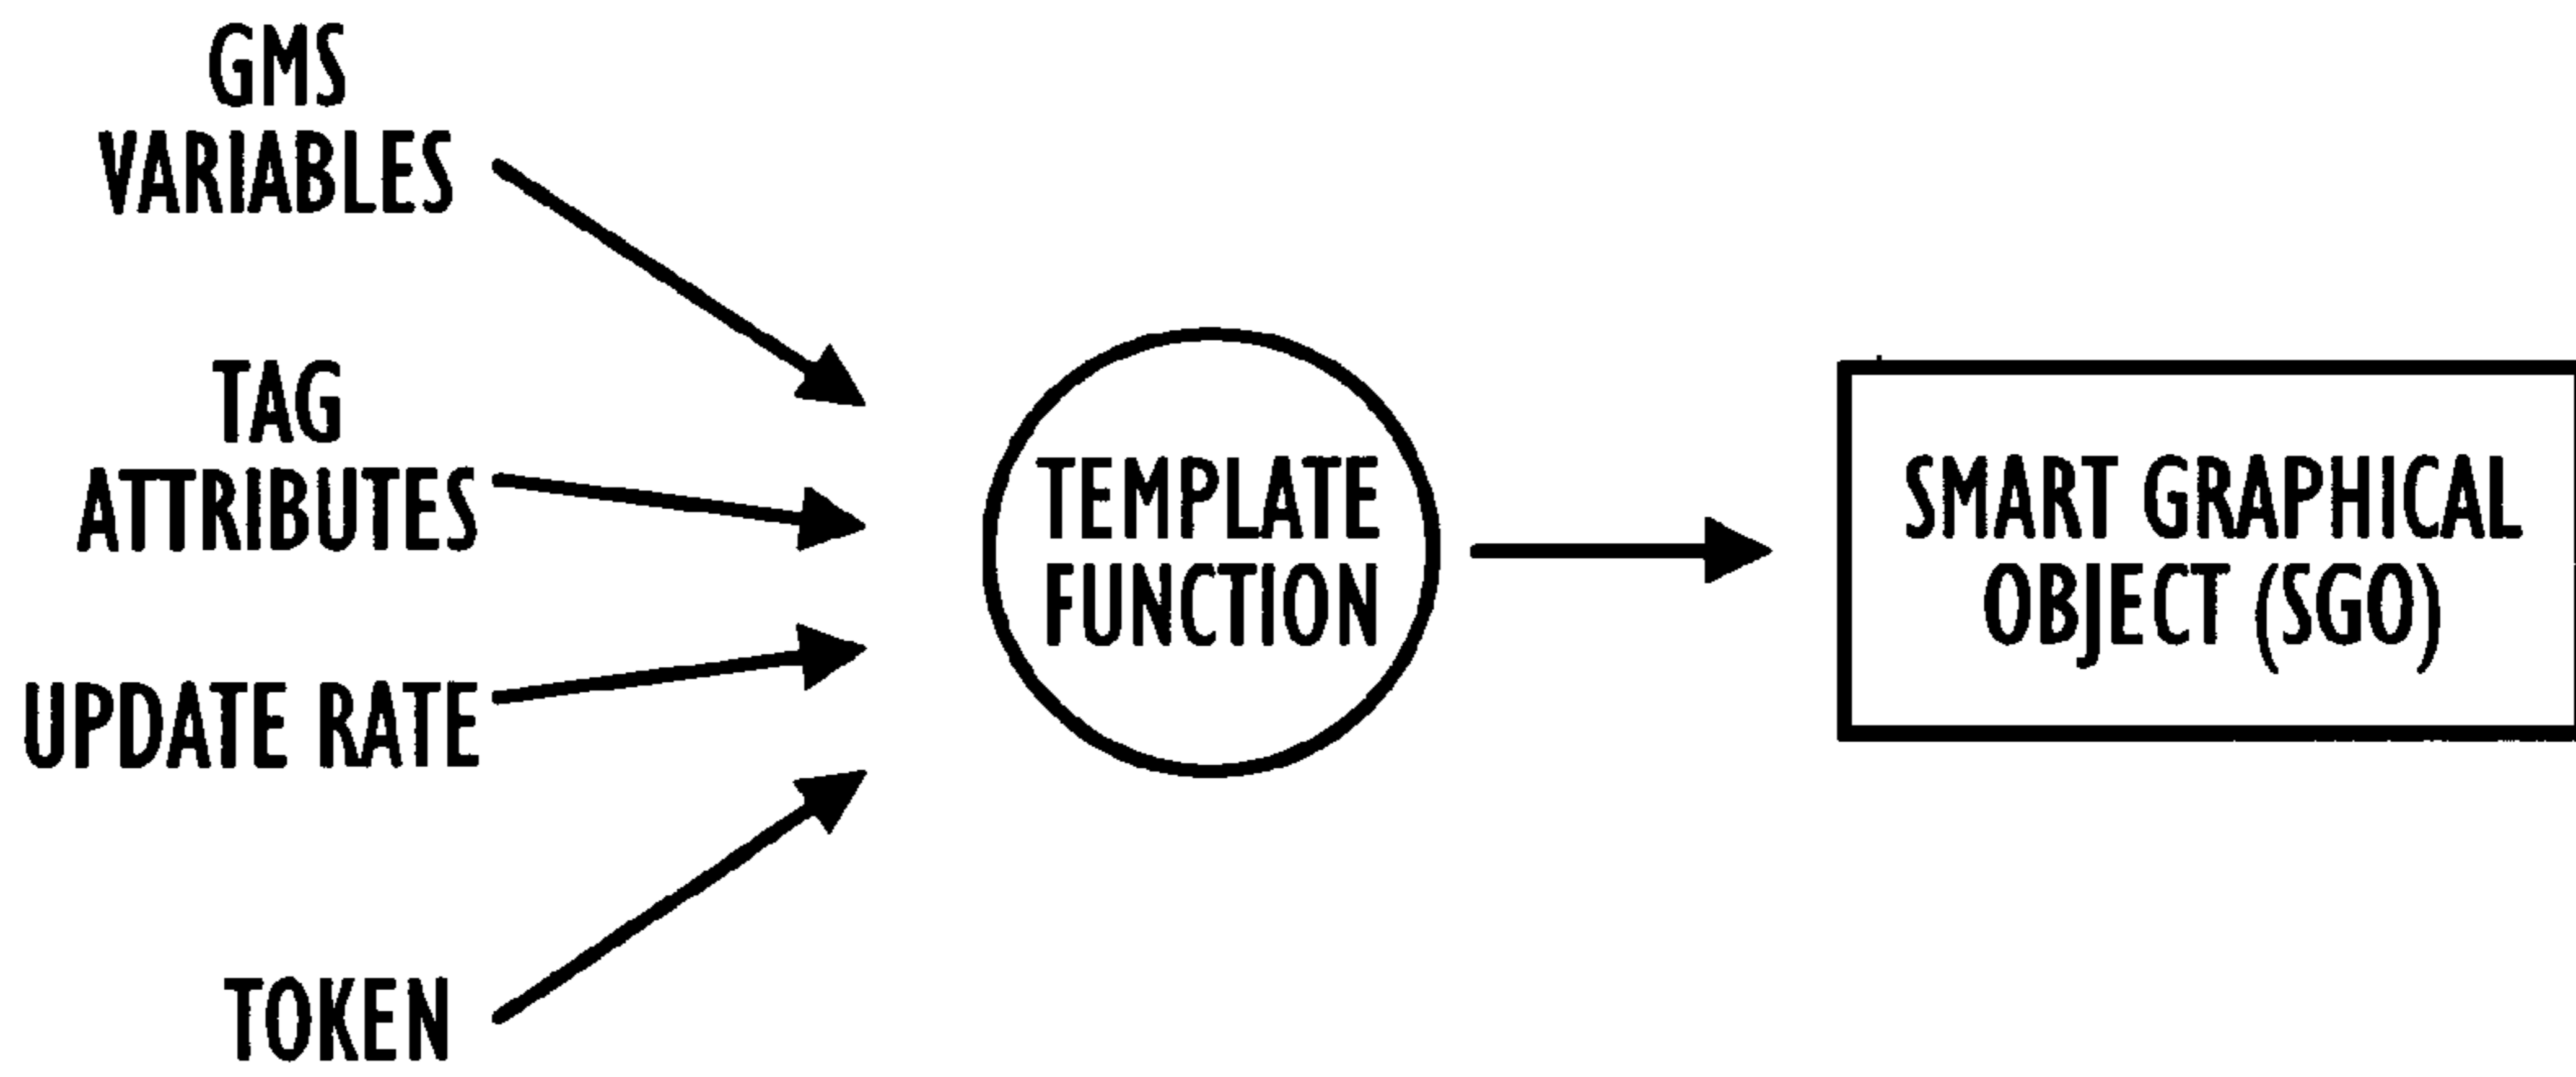 GMS
VARIABLES
TAG
ATTRIBUTES
UPDATE RATE
TOKEN
TEMPLATE
FUNCTION
SMART GRAPHICAL
OBJECT (SGO)